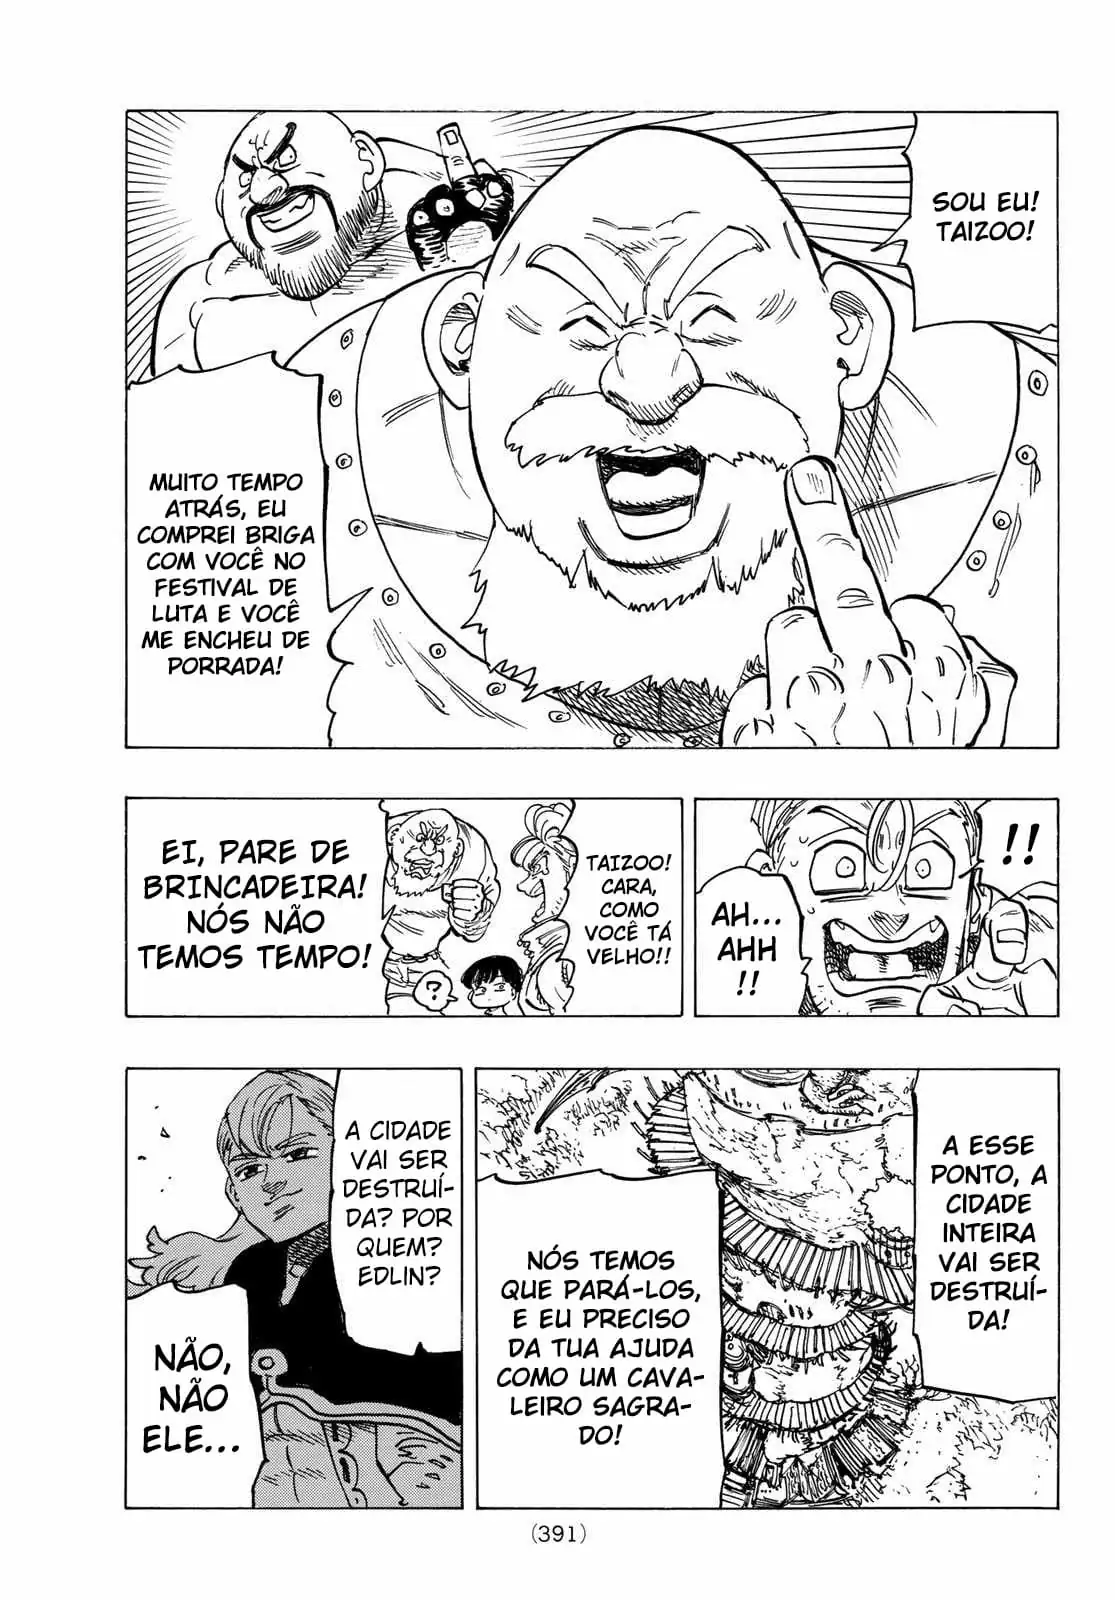 SOU EU!
TAIZOO!
MUITO TEMPO
ATRÁS, EU
COMPREI BRIGA
COM VOCÊ NO
FESTIVAL DE
LUTA E VOCÊ
ME ENCHEU DE
PORRADA!
!!
AH...
AHH
!!
TAIZOO!
CARA,
COMO
VOCÊ TÁ
VELHO!!
?
EI, PARE DE
BRINCADEIRA!
NÓS NÃO
TEMOS TEMPO!
A ESSE
PONTO, A
CIDADE
INTEIRA
VAI SER
DESTRUÍ-
DA!
NÓS TEMOS
QUE PARÁ-LOS,
E EU PRECISO
DA TUA AJUDA
COMO UM CAVA-
LEIRO SAGRA-
DO!
A CIDADE
VAI SER
DESTRUÍ-
DA? POR
QUEM?
EDLIN?
NÃO,
NÃO
ELE...
(391)